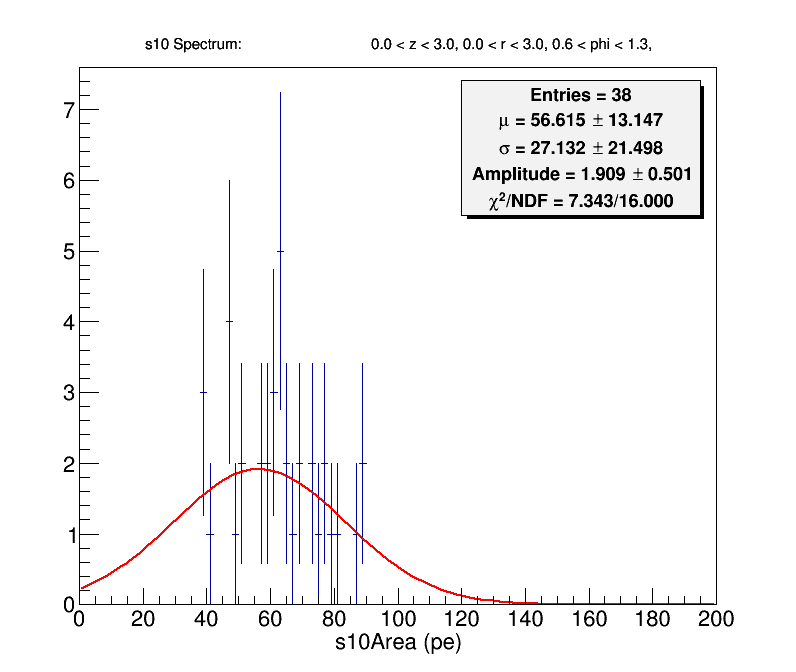 s10 Spectrum: 0.0 < z < 3.0, 0.0 < r < 3.0, 0.6 < phi < 1.3,
Entries = 38
μ = 56.615 ± 13.147
σ = 27.132 ± 21.498
Amplitude = 1.909 ± 0.501
χ²/NDF = 7.343/16.000
7
6
5
4
3
2
1
0
0 20 40 60 80 100 120 140 160 180 200
s10Area (pe)